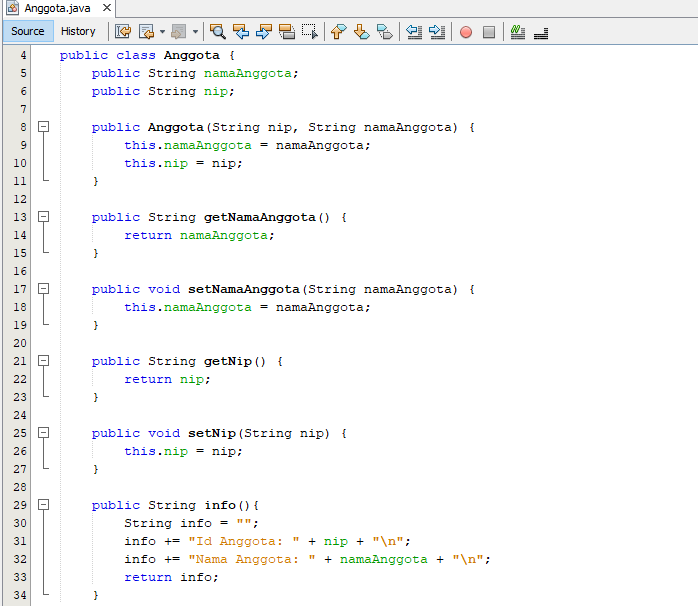 Anggota.java
Source History
4 public class Anggota {
5 public String namaAnggota;
6 public String nip;
7
8 public Anggota(String nip, String namaAnggota) {
9 this.namaAnggota = namaAnggota;
10 this.nip = nip;
11 }
12
13 public String getNamaAnggota() {
14 return namaAnggota;
15 }
16
17 public void setNamaAnggota(String namaAnggota) {
18 this.namaAnggota = namaAnggota;
19 }
20
21 public String getNip() {
22 return nip;
23 }
24
25 public void setNip(String nip) {
26 this.nip = nip;
27 }
28
29 public String info(){
30 String info = "";
31 info += "Id Anggota: " + nip + "\n";
32 info += "Nama Anggota: " + namaAnggota + "\n";
33 return info;
34 }